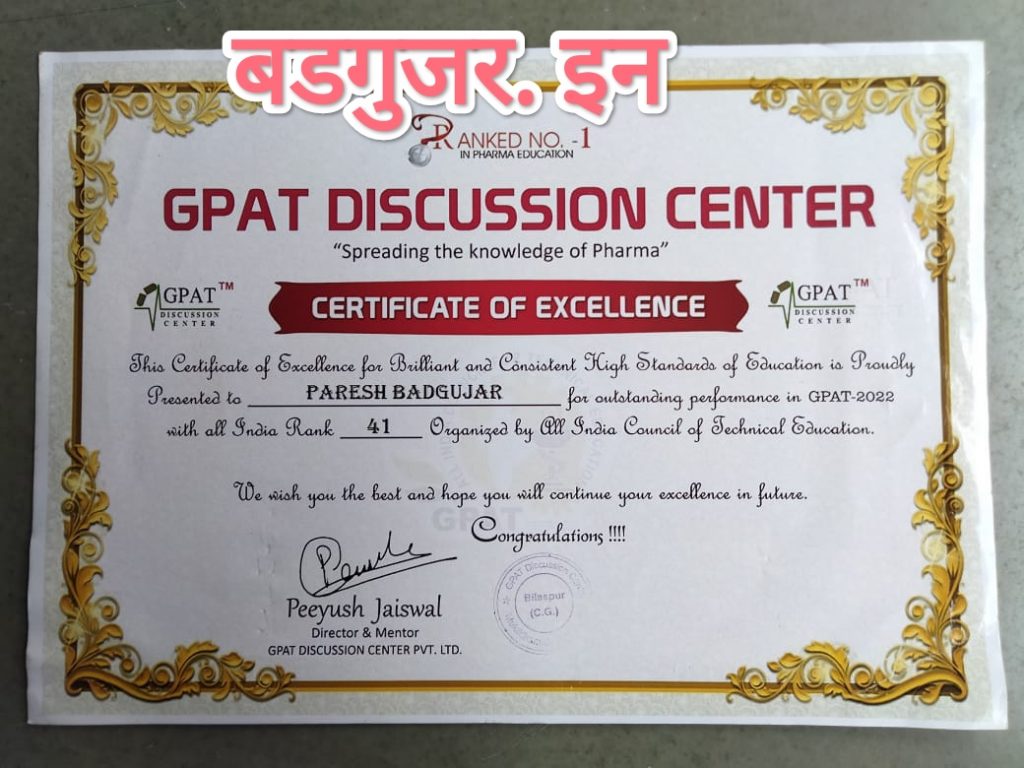 बडगुजर. इन
RANKED NO. -1
IN PHARMA EDUCATION
GPAT DISCUSSION CENTER
“Spreading the knowledge of Pharma”
GPAT™
DISCUSSION
CENTER
CERTIFICATE OF EXCELLENCE
GPAT™
DISCUSSION
CENTER
This Certificate of Excellence for Brilliant and Consistent High Standards of Education is Proudly
Presented to PARESH BADGUJAR for outstanding performance in GPAT-2022
with all India Rank 41 Organized by All India Council of Technical Education.
We wish you the best and hope you will continue your excellence in future.
GPAT
Congratulations !!!!
Peeyush Jaiswal
Director & Mentor
GPAT DISCUSSION CENTER PVT. LTD.
GPAT Discussion
Bilaspur
(C.G.)